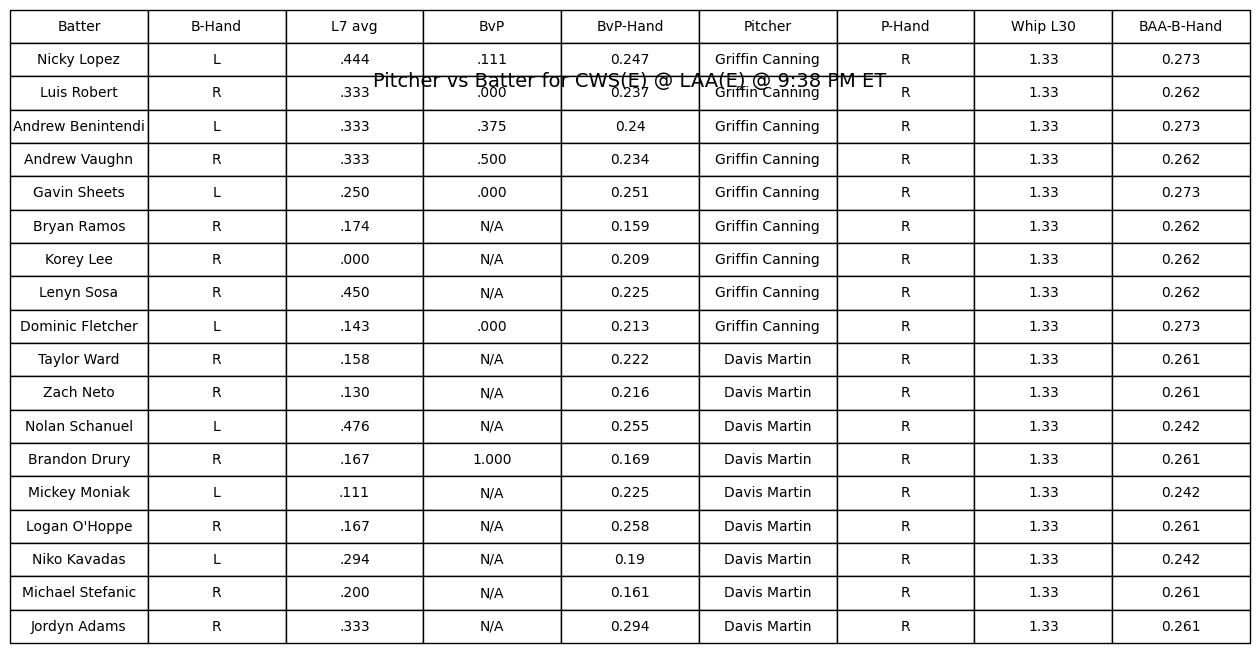 Batter B-Hand L7 avg BvP BvP-Hand Pitcher P-Hand Whip L30 BAA-B-Hand
Nicky Lopez L .444 .111 0.247 Griffin Canning R 1.33 0.273
Pitcher vs Batter for CWS(E) @ LAA(E) @ 9:38 PM ET
Luis Robert R .333 .000 0.237 Griffin Canning R 1.33 0.262
Andrew Benintendi L .333 .375 0.24 Griffin Canning R 1.33 0.273
Andrew Vaughn R .333 .500 0.234 Griffin Canning R 1.33 0.262
Gavin Sheets L .250 .000 0.251 Griffin Canning R 1.33 0.273
Bryan Ramos R .174 N/A 0.159 Griffin Canning R 1.33 0.262
Korey Lee R .000 N/A 0.209 Griffin Canning R 1.33 0.262
Lenyn Sosa R .450 N/A 0.225 Griffin Canning R 1.33 0.262
Dominic Fletcher L .143 .000 0.213 Griffin Canning R 1.33 0.273
Taylor Ward R .158 N/A 0.222 Davis Martin R 1.33 0.261
Zach Neto R .130 N/A 0.216 Davis Martin R 1.33 0.261
Nolan Schanuel L .476 N/A 0.255 Davis Martin R 1.33 0.242
Brandon Drury R .167 1.000 0.169 Davis Martin R 1.33 0.261
Mickey Moniak L .111 N/A 0.225 Davis Martin R 1.33 0.242
Logan O'Hoppe R .167 N/A 0.258 Davis Martin R 1.33 0.261
Niko Kavadas L .294 N/A 0.19 Davis Martin R 1.33 0.242
Michael Stefanic R .200 N/A 0.161 Davis Martin R 1.33 0.261
Jordyn Adams R .333 N/A 0.294 Davis Martin R 1.33 0.261